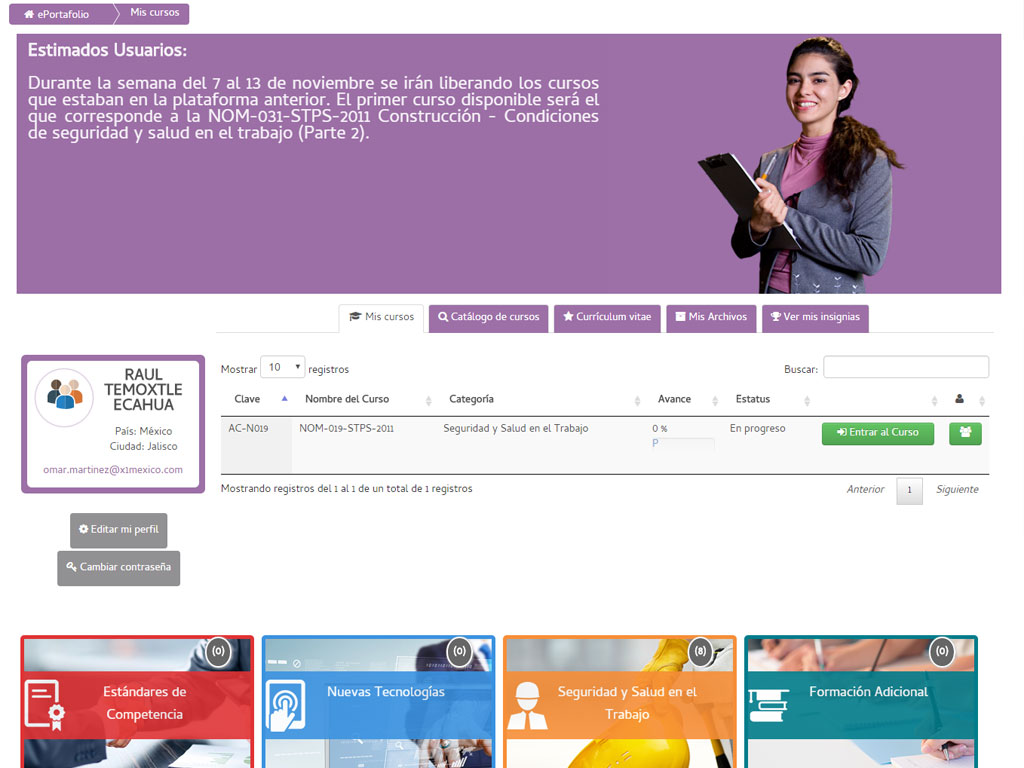 ePortafolio
Mis cursos
Estimados Usuarios:
Durante la semana del 7 al 13 de noviembre se irán liberando los cursos
que estaban en la plataforma anterior. El primer curso disponible será el
que corresponde a la NOM-031-STPS-2011 Construcción - Condiciones
de seguridad y salud en el trabajo (Parte 2).
Mis cursos
Catálogo de cursos
Currículum vitae
Mis Archivos
Ver mis insignias
RAUL
TEMOXTLE
ECAHUA
País: México
Ciudad: Jalisco
omar.martinez@x1mexico.com
Editar mi perfil
Cambiar contraseña
Mostrar 10 registros
Buscar:
Clave Nombre del Curso Categoría Avance Estatus
AC-N019 NOM-019-STPS-2011 Seguridad y Salud en el Trabajo 0 % En progreso Entrar al Curso
P
Mostrando registros del 1 al 1 de un total de 1 registros
Anterior 1 Siguiente
(0)
Estándares de
Competencia
(0)
Nuevas Tecnologías
(8)
Seguridad y Salud en el
Trabajo
(0)
Formación Adicional